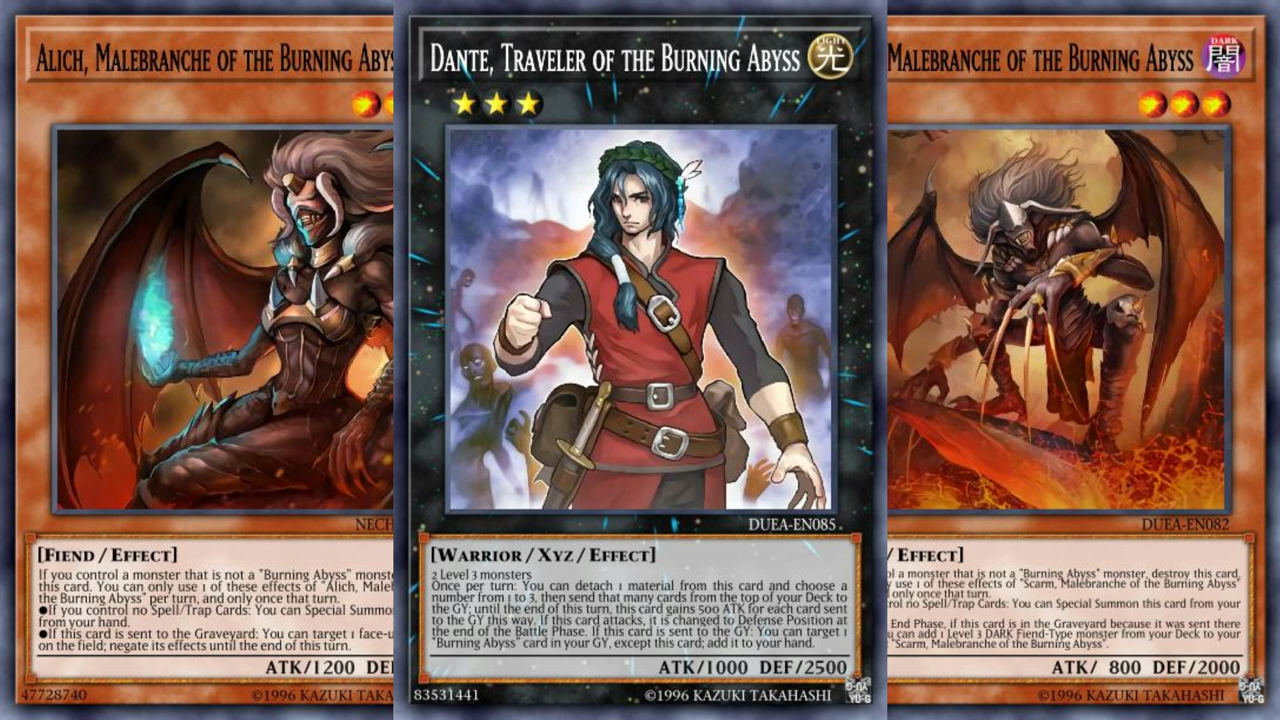 ALICH, MALEBRANCHE OF THE BURNING ABYS
NECH
[FIEND / EFFECT]
If you control a monster that is not a "Burning Abyss" monste
this card. You can only use 1 of these effects of "Alich, Male
the Burning Abyss" per turn, and only once that turn.
●If you control no Spell/Trap Cards: You can Special Summo
from your hand.
●If this card is sent to the Graveyard: You can target 1 face-u
on the field; negate its effects until the end of this turn.
ATK/1200 DE
47728740
©1996 KAZUKI TAKA
DANTE, TRAVELER OF THE BURNING ABYSS
LIGHT
光
DUEA-EN085
[WARRIOR / XYZ / EFFECT]
2 Level 3 monsters
Once per turn: You can detach 1 material from this card and choose a
number from 1 to 3, then send that many cards from the top of your Deck to
the GY; until the end of this turn, this card gains 500 ATK for each card sent
to the GY this way. If this card attacks, it is changed to Defense Position at
the end of the Battle Phase. If this card is sent to the GY: You can target 1
"Burning Abyss" card in your GY, except this card; add it to your hand.
ATK/1000 DEF/2500
83531441
©1996 KAZUKI TAKAHASHI
MALEBRANCHE OF THE BURNING ABYSS
DARK
闇
DUEA-EN082
/ EFFECT]
ol a monster that is not a "Burning Abyss" monster, destroy this card.
y use 1 of these effects of "Scarm, Malebranche of the Burning Abyss"
only once that turn.
rol no Spell/Trap Cards: You can Special Summon this card from your
End Phase, if this card is in the Graveyard because it was sent there
u can add 1 Level 3 DARK Fiend-Type monster from your Deck to your
"Scarm, Malebranche of the Burning Abyss".
ATK/ 800 DEF/2000
©1996 KAZUKI TAKAHASHI